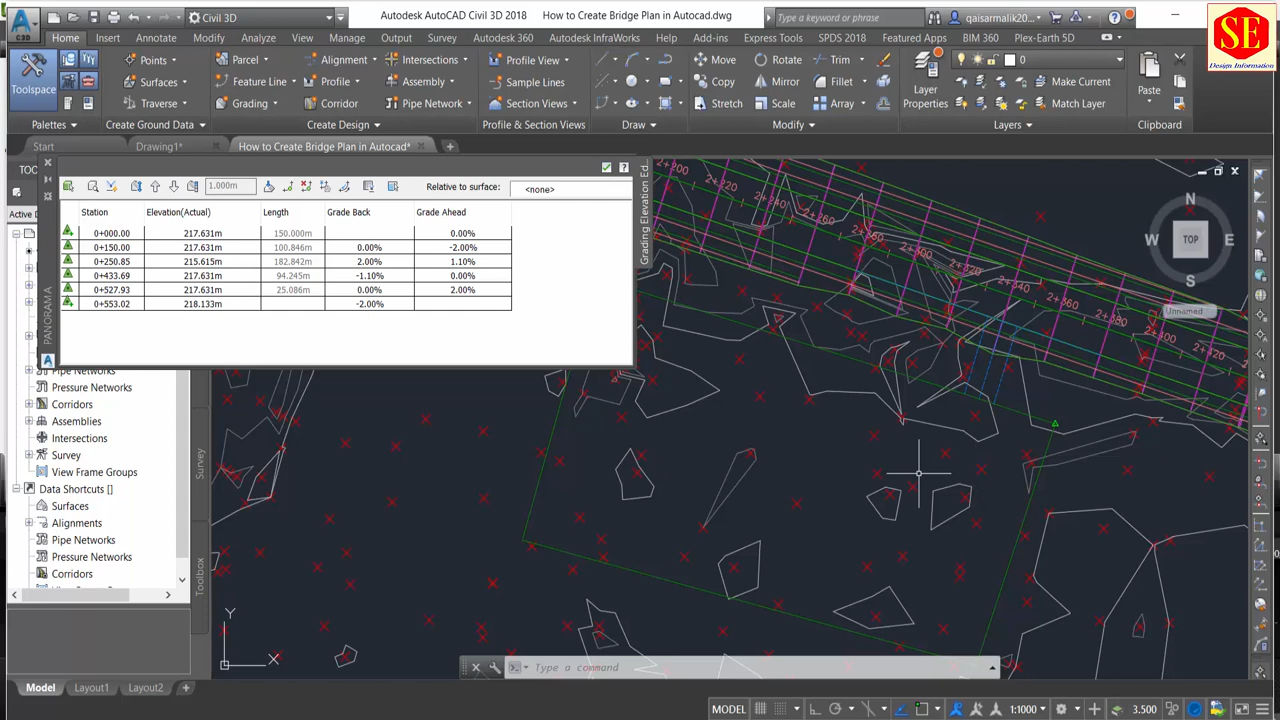 Autodesk AutoCAD Civil 3D 2018 How to Create Bridge Plan in Autocad.dwg
Civil 3D
C3D
Type a keyword or phrase
qaisarmalik20...
SE
Design Information
Home Insert Annotate Modify Analyze View Manage Output Survey Autodesk 360 Autodesk InfraWorks Help Add-ins Express Tools SPDS 2018 Featured Apps BIM 360 Plex-Earth 5D
Toolspace
Points
Surfaces
Traverse
Parcel
Feature Line
Grading
Alignment
Profile
Corridor
Intersections
Assembly
Pipe Network
Profile View
Sample Lines
Section Views
Move
Copy
Stretch
Rotate
Mirror
Scale
Trim
Fillet
Array
Layer
Properties
0
Make Current
Match Layer
Paste
Palettes Create Ground Data Create Design Profile & Section Views Draw Modify Layers Clipboard
Start Drawing1* How to Create Bridge Plan in Autocad*
1.000m Relative to surface: <none>
Station Elevation(Actual) Length Grade Back Grade Ahead
0+000.00 217.631m 150.000m 0.00%
0+150.00 217.631m 100.846m 0.00% -2.00%
0+250.85 215.615m 182.842m 2.00% 1.10%
0+433.69 217.631m 94.245m -1.10% 0.00%
0+527.93 217.631m 25.086m 0.00% 2.00%
0+553.02 218.133m -2.00%
PANORAMA
Grading Elevation Ed...
TOO
Active D
Pipe Networks
Pressure Networks
Corridors
Assemblies
Intersections
Survey
View Frame Groups
Data Shortcuts []
Surfaces
Alignments
Pipe Networks
Pressure Networks
Corridors
Survey
Toolbox
N
W TOP E
S
Unnamed
2+200
2+220
2+240
2+260
2+280
2+300
2+320
2+340
2+360
2+380
2+400
2+420
Y
X
Type a command
Model Layout1 Layout2
MODEL 1:1000 3.500